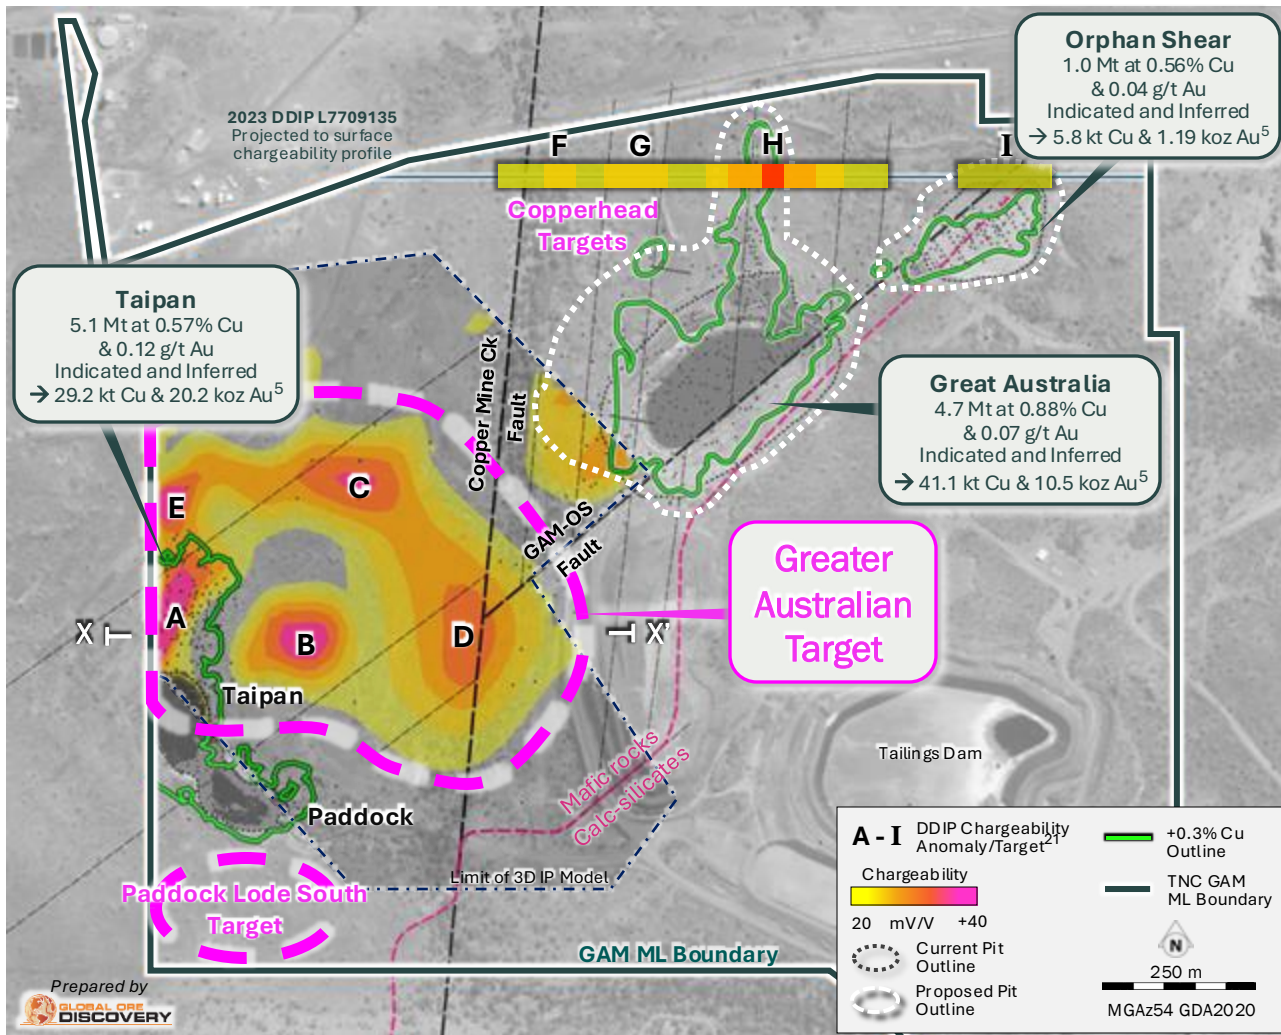 Orphan Shear
1.0 Mt at 0.56% Cu
& 0.04 g/t Au
Indicated and Inferred
→ 5.8 kt Cu & 1.19 koz Au5
2023 DDIP L7709135
Projected to surface
chargeability profile
F
G
H
I
Copperhead
Targets
Taipan
5.1 Mt at 0.57% Cu
& 0.12 g/t Au
Indicated and Inferred
→ 29.2 kt Cu & 20.2 koz Au5
Copper Mine Ck
Fault
Great Australia
4.7 Mt at 0.88% Cu
& 0.07 g/t Au
Indicated and Inferred
→ 41.1 kt Cu & 10.5 koz Au5
E
C
GAM-OS
Fault
Greater
Australian
Target
A
B
D
X
X'
Taipan
Mafic rocks
Calc-silicates
Tailings Dam
Paddock
Limit of 3D IP Model
Paddock Lode South
Target
GAM ML Boundary
A - I
DDIP Chargeability
Anomaly/Target21
Chargeability
20 mV/V +40
Current Pit
Outline
Proposed Pit
Outline
+0.3% Cu
Outline
TNC GAM
ML Boundary
N
250 m
MGAz54 GDA2020
Prepared by
GLOBAL ORE
DISCOVERY